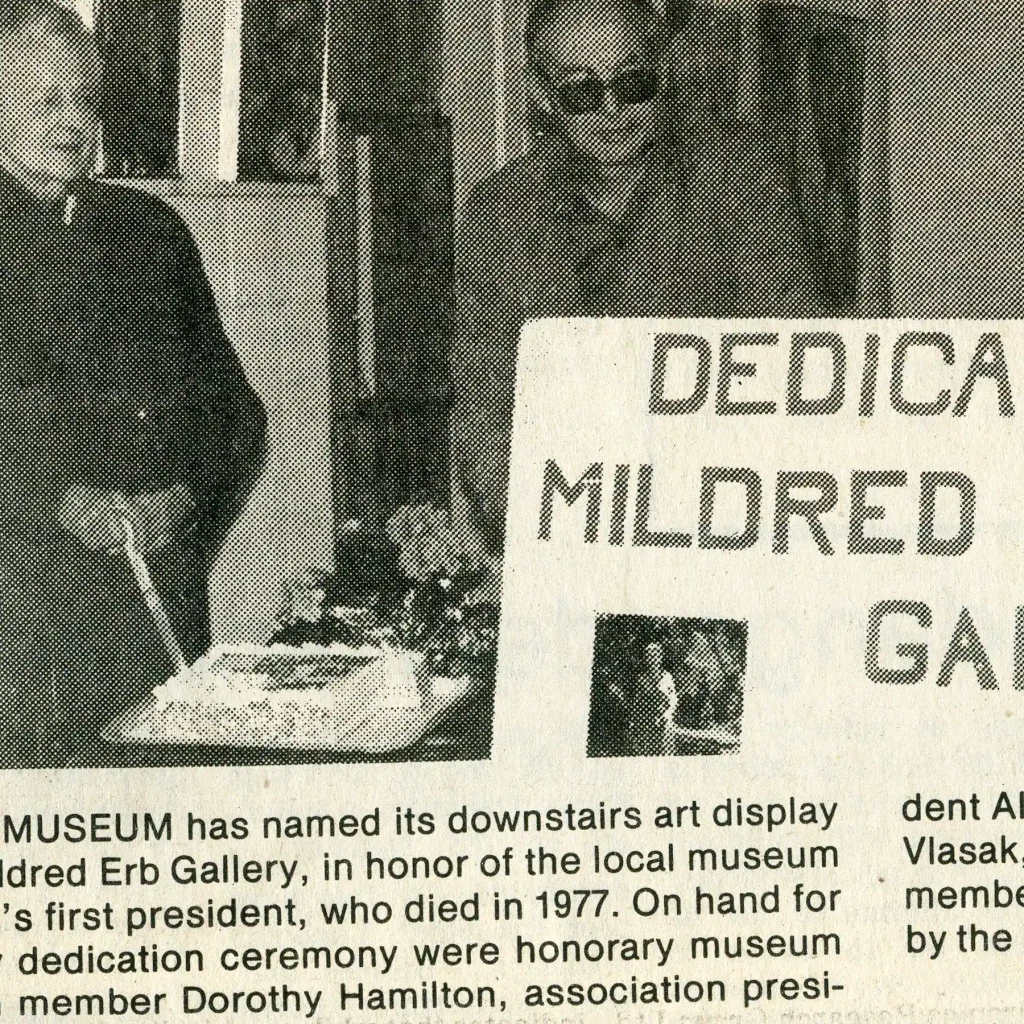 DEDICA
MILDRED
GA
MUSEUM has named its downstairs art display
ldred Erb Gallery, in honor of the local museum
's first president, who died in 1977. On hand for
dedication ceremony were honorary museum
member Dorothy Hamilton, association presi-
dent Al
Vlasak,
membe
by the